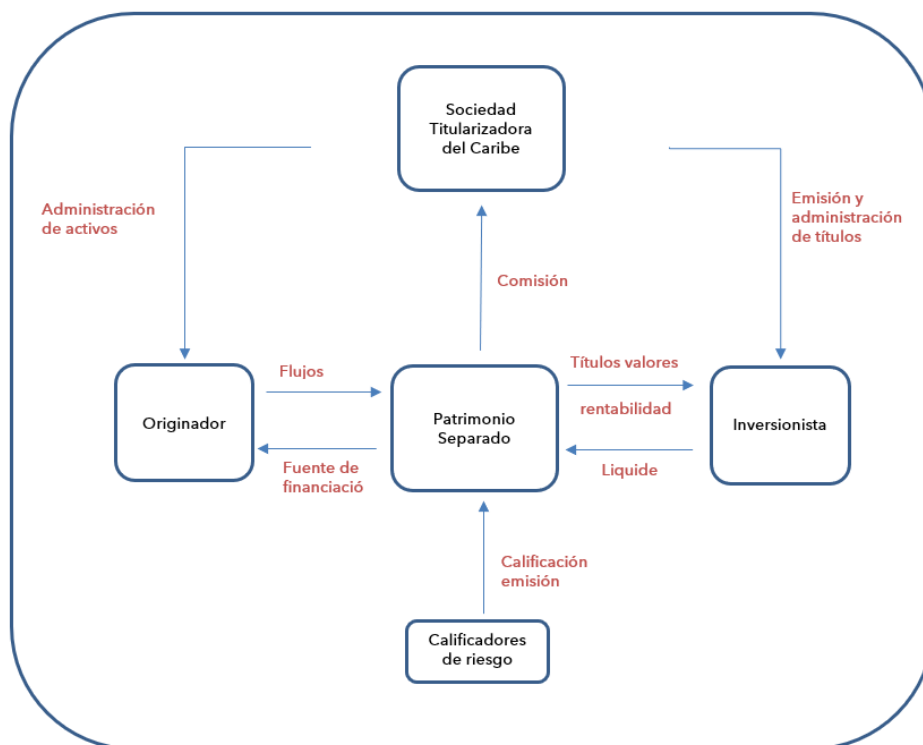 Sociedad
Titularizadora
del Caribe
Administración
de activos
Emisión y
administración
de títulos
Comisión
Flujos
Títulos valores
rentabilidad
Originador
Patrimonio
Separado
Inversionista
Fuente de
financiació
Liquide
Calificación
emisión
Calificadores
de riesgo